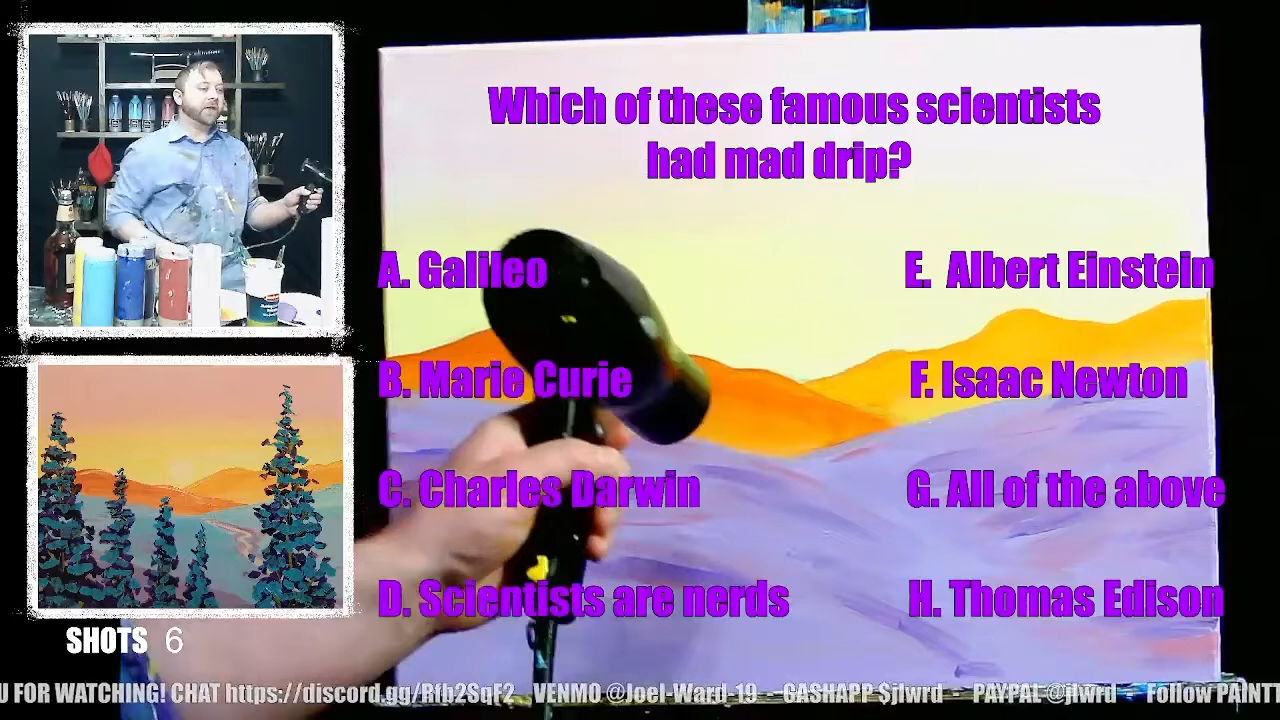 Which of these famous scientists
had mad drip?
A. Galileo
E. Albert Einstein
B. Marie Curie
F. Isaac Newton
C. Charles Darwin
G. All of the above
D. Scientists are nerds
H. Thomas Edison
SHOTS 6
U FOR WATCHING! CHAT https://discord.gg/Bfb2SqF2 - VENMO @Joel-Ward-19 - CASHAPP $jlwrd - PAYPAL @jlwrd - Follow PAINTT